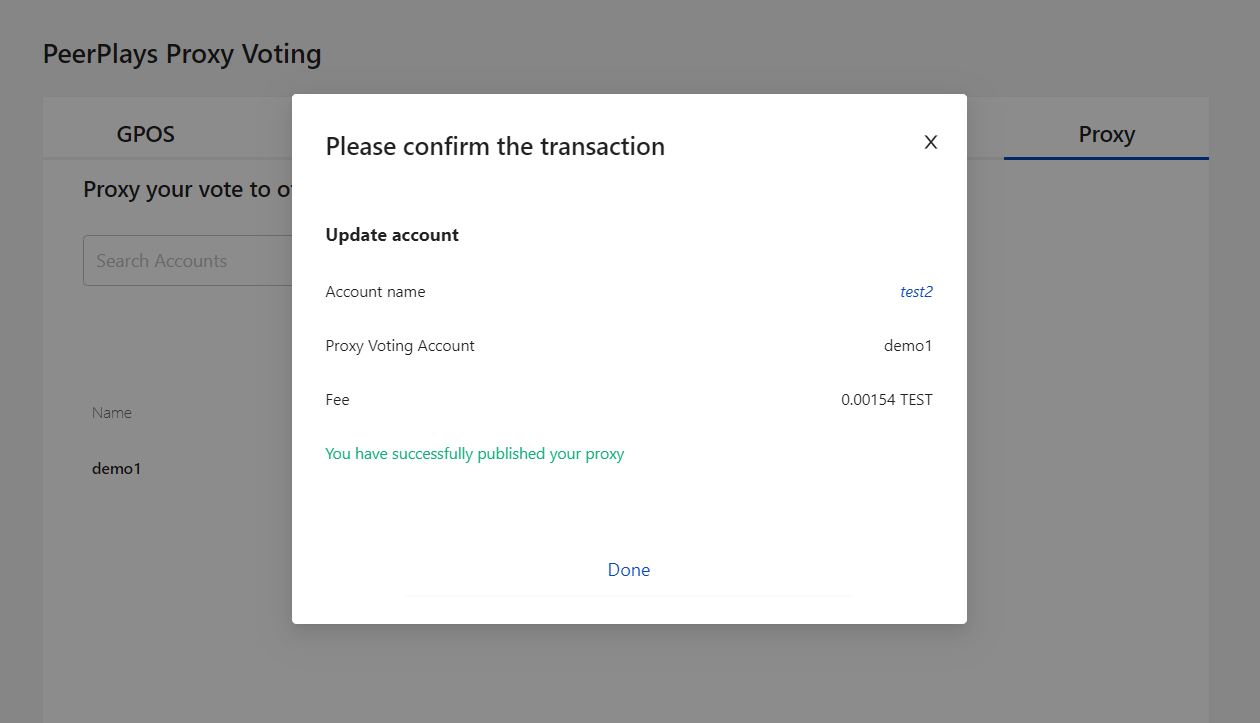 PeerPlays Proxy Voting
GPOS
Proxy
Proxy your vote to o
Search Accounts
Name
demo1
Please confirm the transaction
X
Update account
Account name test2
Proxy Voting Account demo1
Fee 0.00154 TEST
You have successfully published your proxy
Done